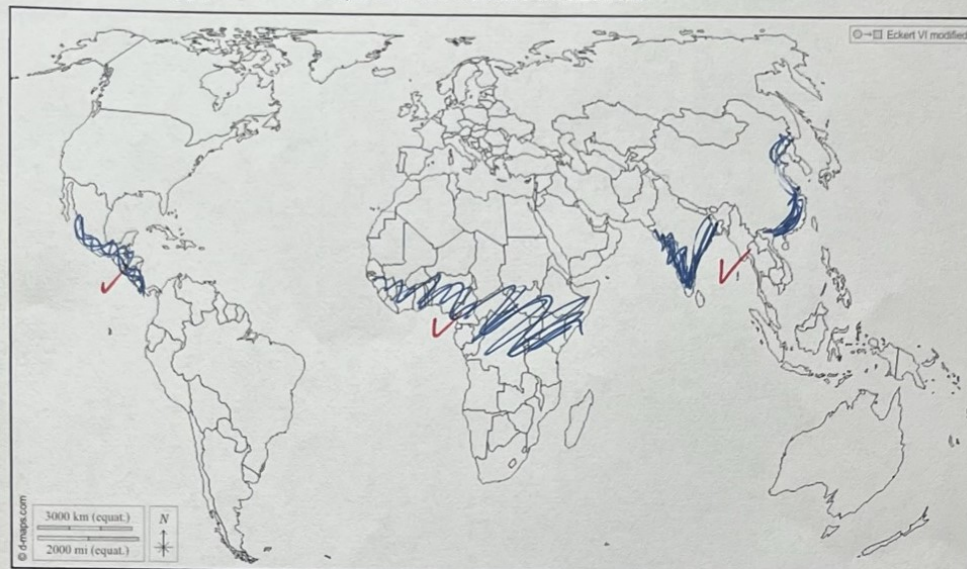 Eckert VI modified
3000 km (equat.)
2000 mi (equat.)
N
© d-maps.com